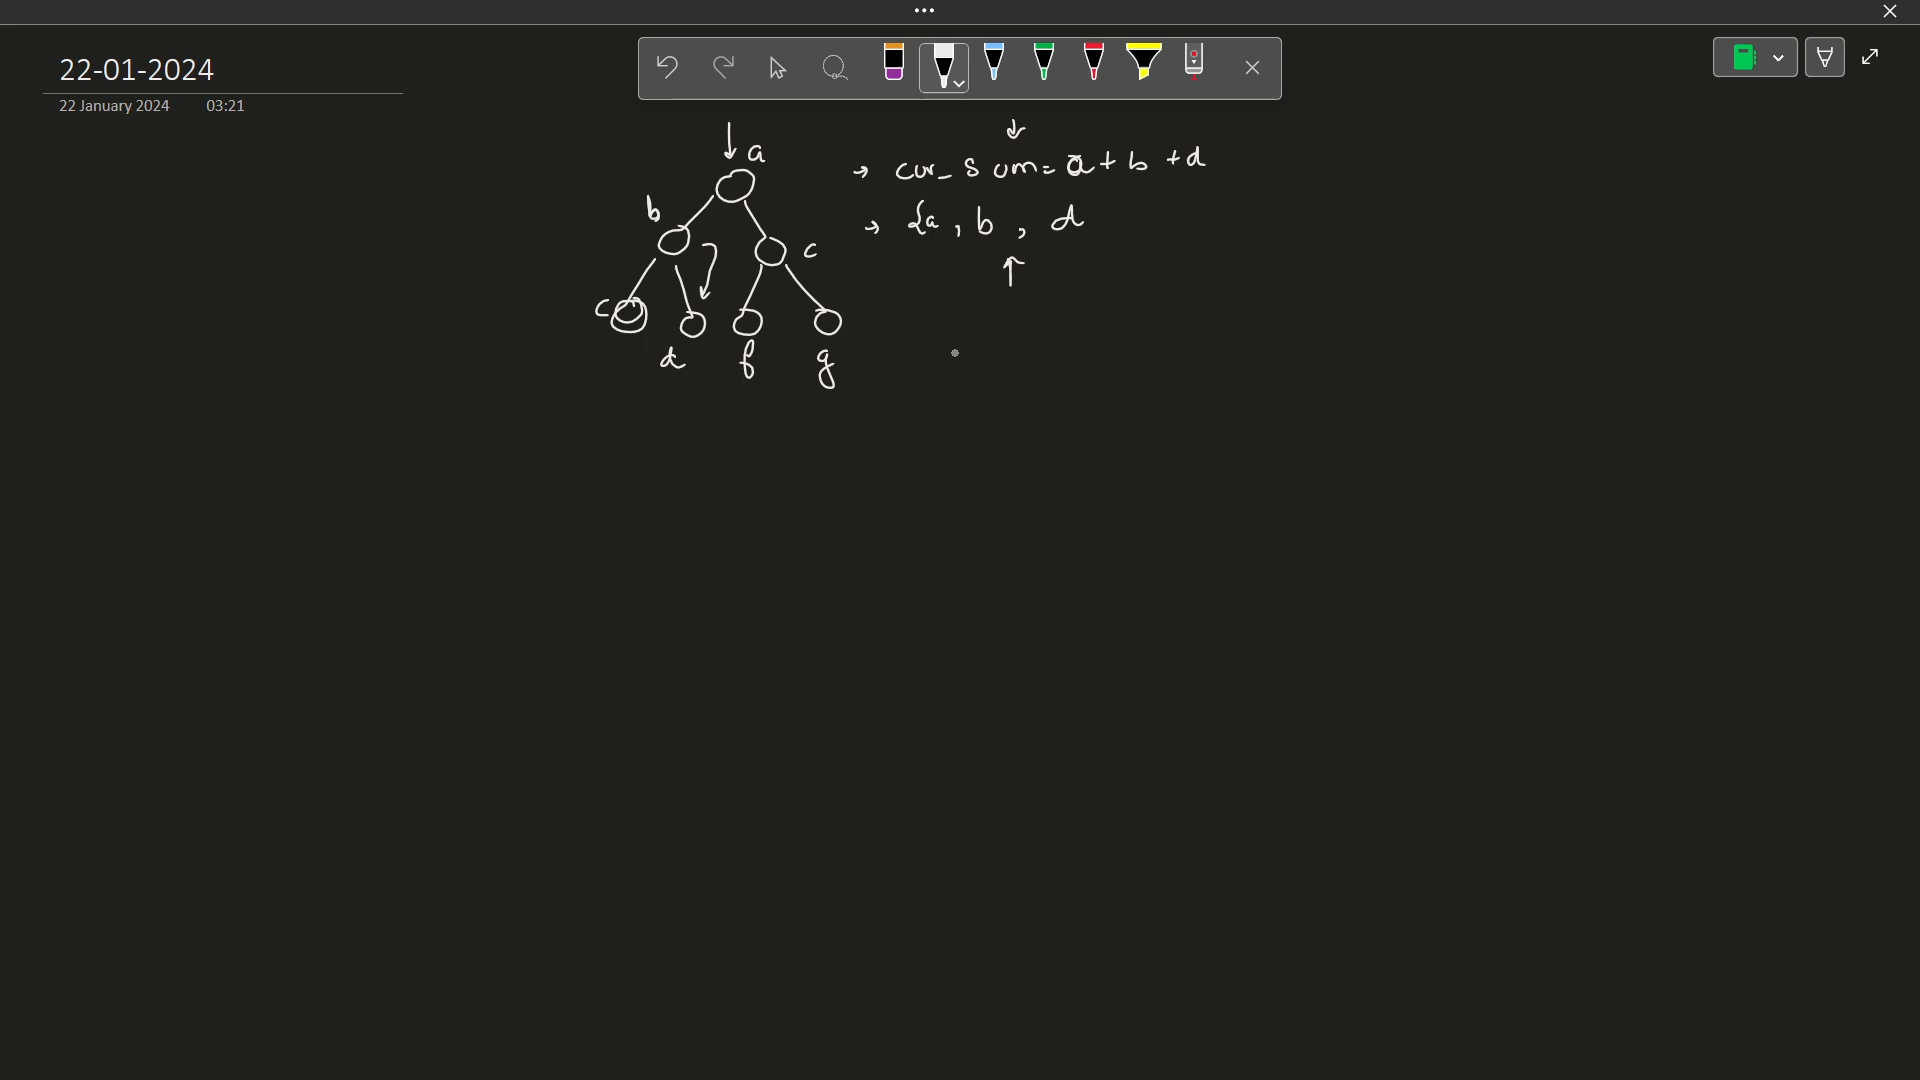 22-01-2024
22 January 2024 03:21
a
→ cur_sum = a + b + d
b
→ {a, b, d
c
c
d f g